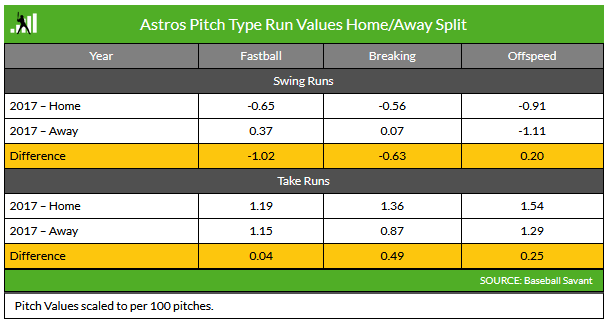 Astros Pitch Type Run Values Home/Away Split
Year Fastball Breaking Offspeed
Swing Runs
2017 – Home -0.65 -0.56 -0.91
2017 – Away 0.37 0.07 -1.11
Difference -1.02 -0.63 0.20
Take Runs
2017 – Home 1.19 1.36 1.54
2017 – Away 1.15 0.87 1.29
Difference 0.04 0.49 0.25
SOURCE: Baseball Savant
Pitch Values scaled to per 100 pitches.